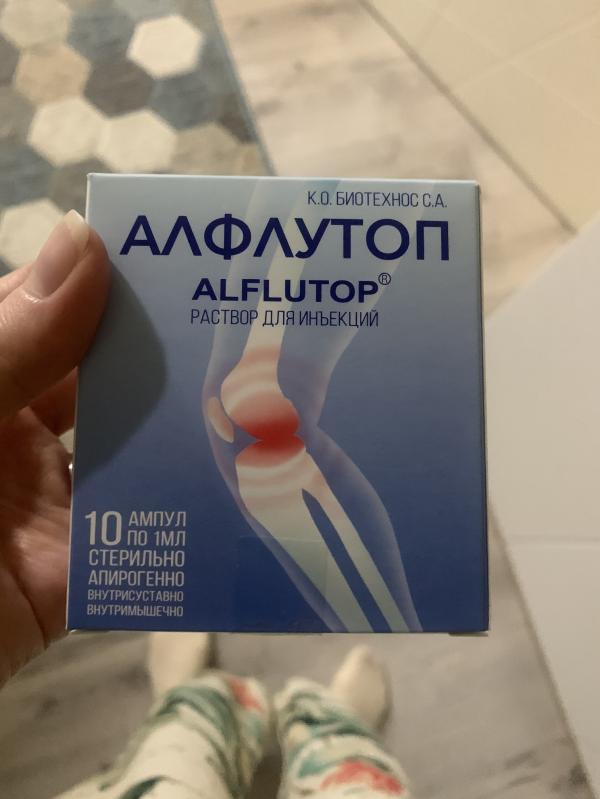 К.О. БИОТЕХНОС С.А.
АЛФЛУТОП
ALFLUTOP®
РАСТВОР ДЛЯ ИНЪЕКЦИЙ
10 АМПУЛ
ПО 1МЛ
СТЕРИЛЬНО
АПИРОГЕННО
ВНУТРИСУСТАВНО
ВНУТРИМЫШЕЧНО